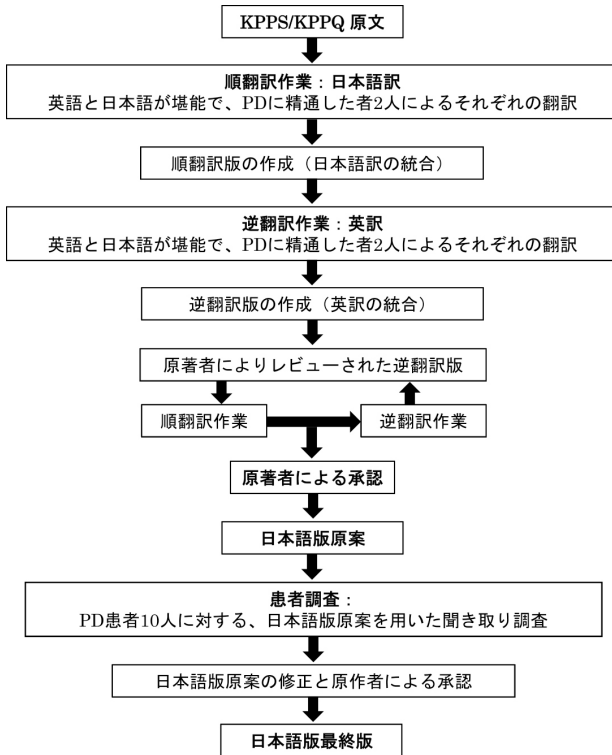 KPPS/KPPQ 原文
順翻訳作業：日本語訳
英語と日本語が堪能で、PDに精通した者2人によるそれぞれの翻訳
順翻訳版の作成（日本語訳の統合）
逆翻訳作業：英訳
英語と日本語が堪能で、PDに精通した者2人によるそれぞれの翻訳
逆翻訳版の作成（英訳の統合）
原著者によりレビューされた逆翻訳版
順翻訳作業
逆翻訳作業
原著者による承認
日本語版原案
患者調査：
PD患者10人に対する、日本語版原案を用いた聞き取り調査
日本語版原案の修正と原作者による承認
日本語版最終版